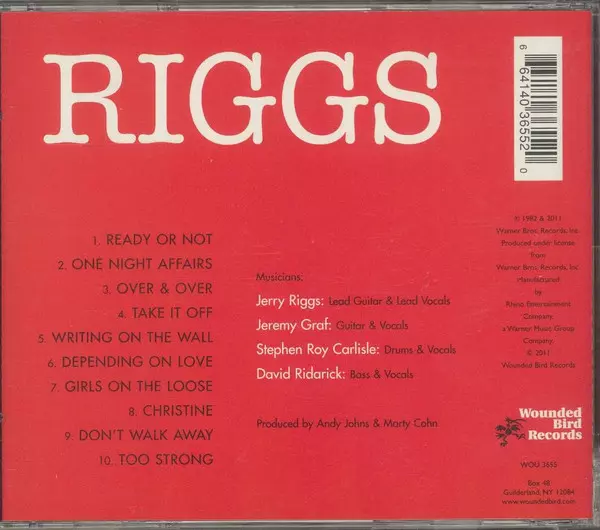 RIGGS
6 64140 36552 0
1. READY OR NOT
2. ONE NIGHT AFFAIRS
3. OVER & OVER
4. TAKE IT OFF
5. WRITING ON THE WALL
6. DEPENDING ON LOVE
7. GIRLS ON THE LOOSE
8. CHRISTINE
9. DON'T WALK AWAY
10. TOO STRONG
Musicians:
Jerry Riggs: Lead Guitar & Lead Vocals
Jeremy Graf: Guitar & Vocals
Stephen Roy Carlisle: Drums & Vocals
David Ridarick: Bass & Vocals
Produced by Andy Johns & Marty Cohn
℗ 1982 & 2011
Warner Bros. Records, Inc.
Produced under license
from
Warner Bros. Records, Inc
Manufactured
by
Rhino Entertainment
Company,
a Warner Music Group
Company.
© 2011
Wounded Bird Records
Wounded
Bird
Records
WOU 3655
Box 48
Guilderland, NY 12084
www.woundedbird.com